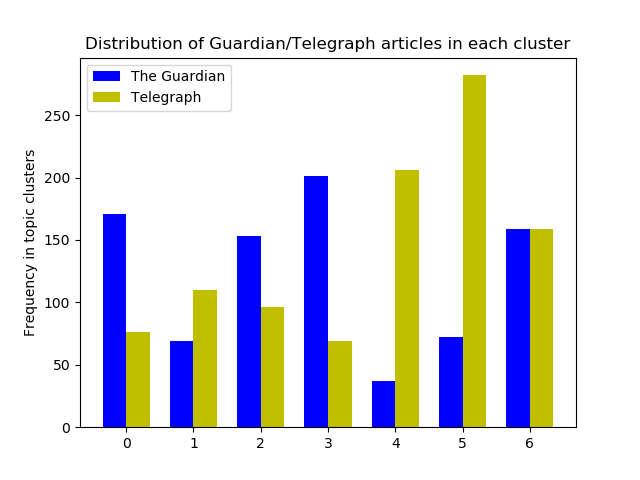 Distribution of Guardian/Telegraph articles in each cluster
The Guardian
Telegraph
Frequency in topic clusters
250
200
150
100
50
0
0 1 2 3 4 5 6